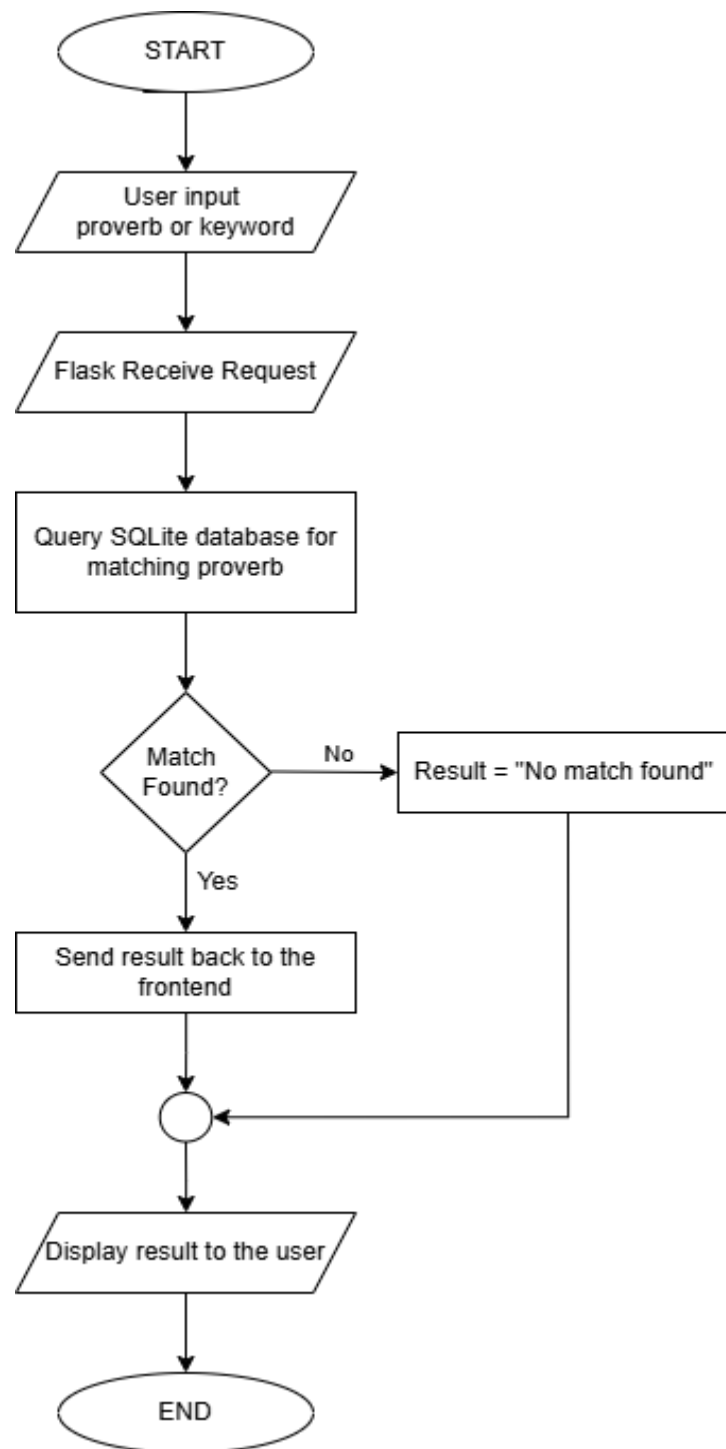 START
User input
proverb or keyword
Flask Receive Request
Query SQLite database for
matching proverb
Match
Found?
No
Result = "No match found"
Yes
Send result back to the
frontend
Display result to the user
END